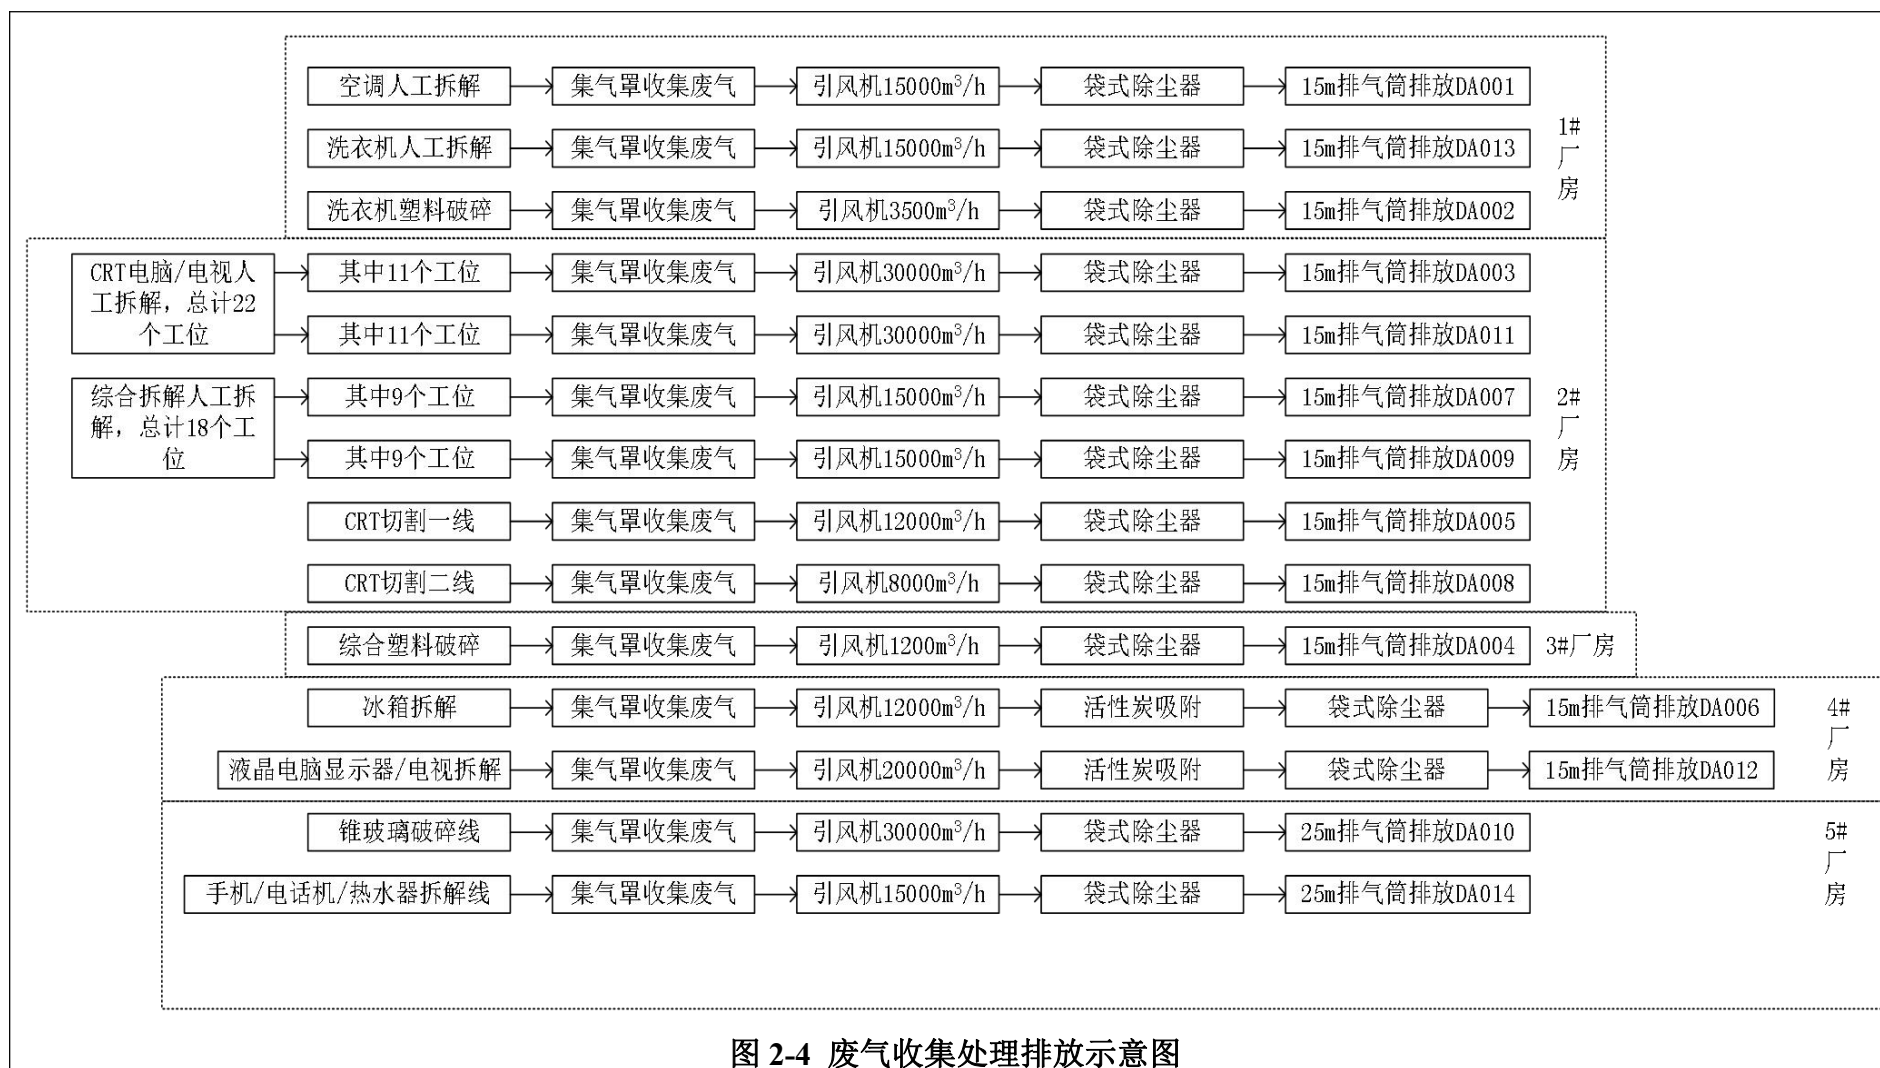 空调人工拆解 集气罩收集废气 引风机15000m³/h 袋式除尘器 15m排气筒排放DA001
洗衣机人工拆解 集气罩收集废气 引风机15000m³/h 袋式除尘器 15m排气筒排放DA013
洗衣机塑料破碎 集气罩收集废气 引风机3500m³/h 袋式除尘器 15m排气筒排放DA002
1#
厂
房
CRT电脑/电视人
工拆解，总计22
个工位
其中11个工位 集气罩收集废气 引风机30000m³/h 袋式除尘器 15m排气筒排放DA003
其中11个工位 集气罩收集废气 引风机30000m³/h 袋式除尘器 15m排气筒排放DA011
综合拆解人工拆
解，总计18个工
位
其中9个工位 集气罩收集废气 引风机15000m³/h 袋式除尘器 15m排气筒排放DA007
其中9个工位 集气罩收集废气 引风机15000m³/h 袋式除尘器 15m排气筒排放DA009
CRT切割一线 集气罩收集废气 引风机12000m³/h 袋式除尘器 15m排气筒排放DA005
CRT切割二线 集气罩收集废气 引风机8000m³/h 袋式除尘器 15m排气筒排放DA008
2#
厂
房
综合塑料破碎 集气罩收集废气 引风机1200m³/h 袋式除尘器 15m排气筒排放DA004 3#厂房
冰箱拆解 集气罩收集废气 引风机12000m³/h 活性炭吸附 袋式除尘器 15m排气筒排放DA006
液晶电脑显示器/电视拆解 集气罩收集废气 引风机20000m³/h 活性炭吸附 袋式除尘器 15m排气筒排放DA012
4#
厂
房
锥玻璃破碎线 集气罩收集废气 引风机30000m³/h 袋式除尘器 25m排气筒排放DA010
手机/电话机/热水器拆解线 集气罩收集废气 引风机15000m³/h 袋式除尘器 25m排气筒排放DA014
5#
厂
房
图 2-4 废气收集处理排放示意图